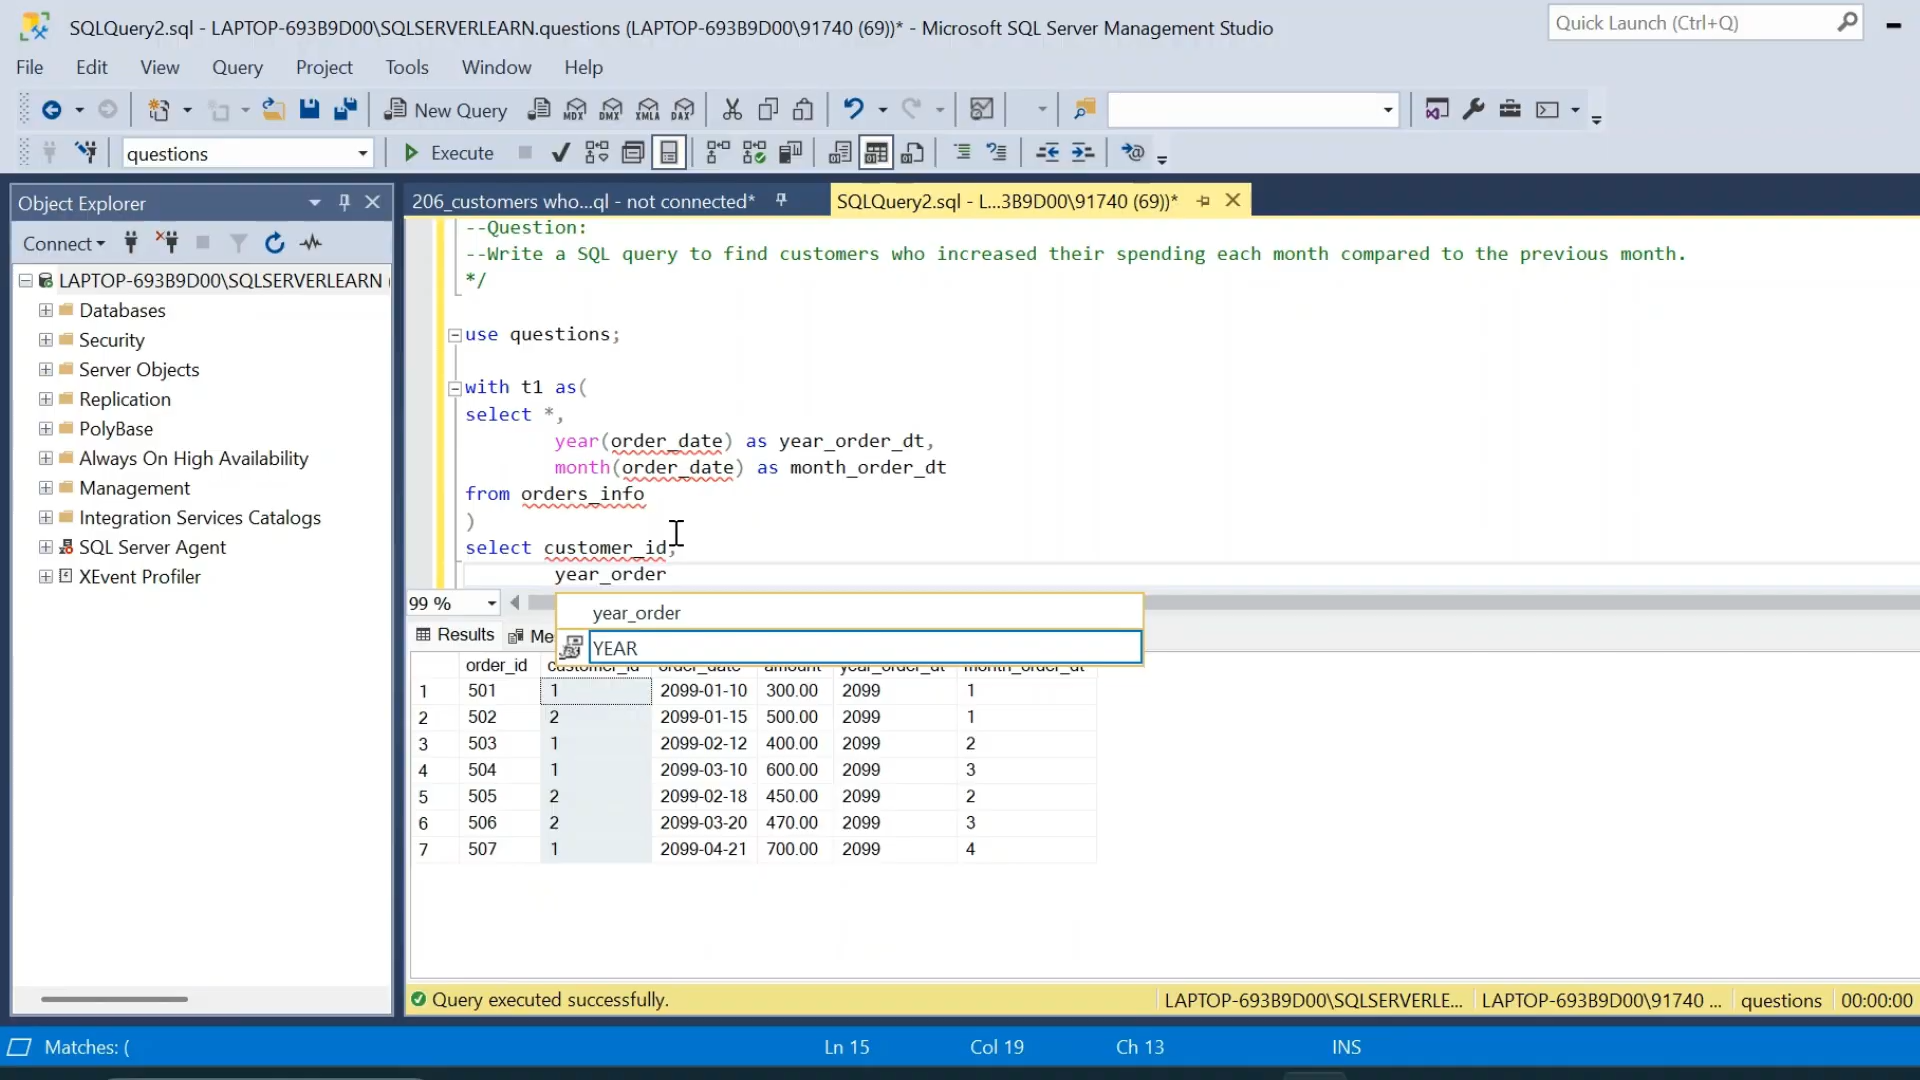 SQLQuery2.sql - LAPTOP-693B9D00\SQLSERVERLEARN.questions (LAPTOP-693B9D00\91740 (69))* - Microsoft SQL Server Management Studio
Quick Launch (Ctrl+Q)
File Edit View Query Project Tools Window Help
New Query MDX DMX XMLA DAX
questions Execute
Object Explorer
206_customers who...ql - not connected*
SQLQuery2.sql - L...3B9D00\91740 (69))*
Connect
LAPTOP-693B9D00\SQLSERVERLEARN (
Databases
Security
Server Objects
Replication
PolyBase
Always On High Availability
Management
Integration Services Catalogs
SQL Server Agent
XEvent Profiler
--Question:
--Write a SQL query to find customers who increased their spending each month compared to the previous month.
*/
use questions;
with t1 as(
select *,
year(order_date) as year_order_dt,
month(order_date) as month_order_dt
from orders_info
)
select customer_id,
year_order
year_order
YEAR
99 %
Results Me
order_id customer_id order_date amount year_order_dt month_order_dt
1 501 1 2099-01-10 300.00 2099 1
2 502 2 2099-01-15 500.00 2099 1
3 503 1 2099-02-12 400.00 2099 2
4 504 1 2099-03-10 600.00 2099 3
5 505 2 2099-02-18 450.00 2099 2
6 506 2 2099-03-20 470.00 2099 3
7 507 1 2099-04-21 700.00 2099 4
Query executed successfully.
LAPTOP-693B9D00\SQLSERVERLE... LAPTOP-693B9D00\91740 ... questions 00:00:00
Matches: ( Ln 15 Col 19 Ch 13 INS